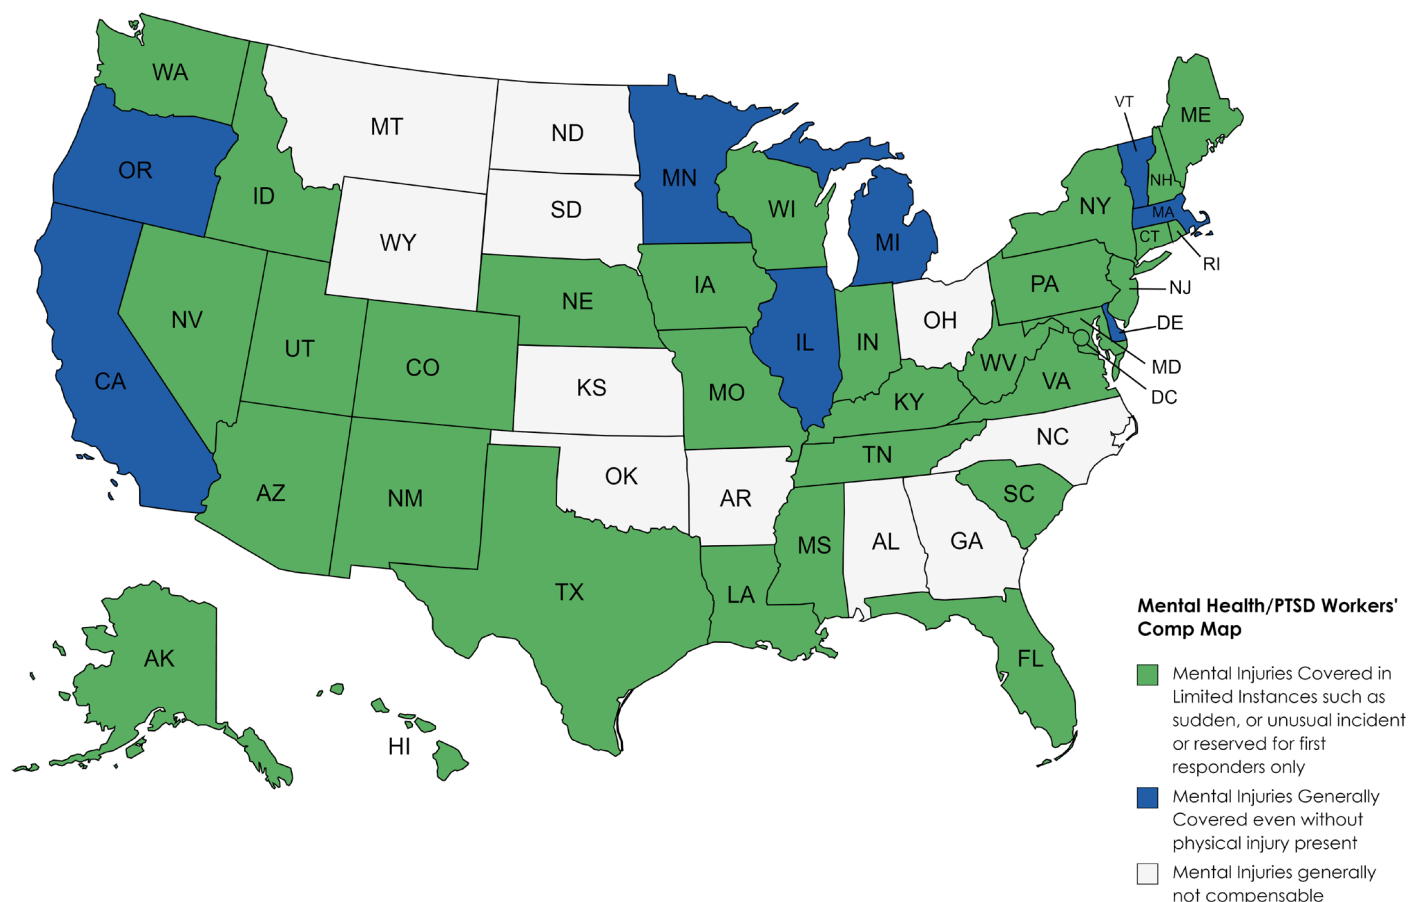 WA
MT
ND
MN
OR
ID
SD
WY
WI
MI
VT
ME
NH
NY
MA
CT
RI
CA
NV
UT
CO
NE
IA
IL
IN
OH
PA
NJ
DE
MD
DC
WV
VA
KS
MO
KY
AZ
NM
OK
AR
TN
NC
SC
TX
LA
MS
AL
GA
FL
AK
HI
Mental Health/PTSD Workers'
Comp Map
Mental Injuries Covered in
Limited Instances such as
sudden, or unusual incident
or reserved for first
responders only
Mental Injuries Generally
Covered even without
physical injury present
Mental Injuries generally
not compensable